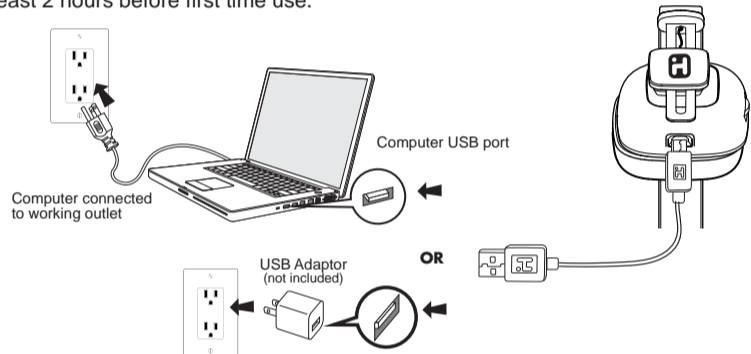 east 2 hours before first time use.
Computer USB port
Computer connected
to working outlet
OR
USB Adaptor
(not included)